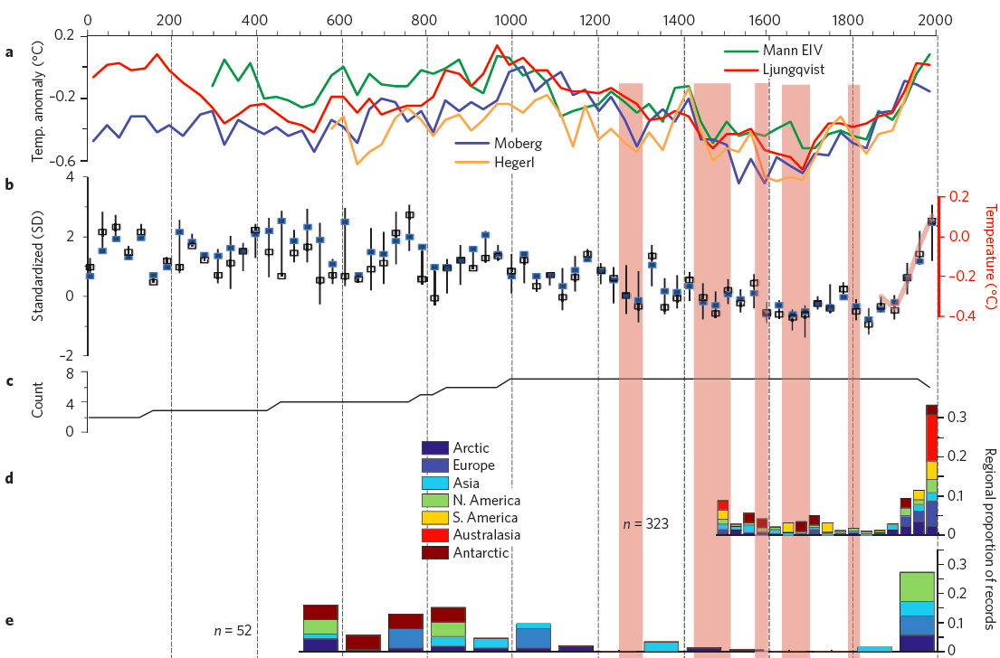 0 200 400 600 800 1000 1200 1400 1600 1800 2000
a
0.2
−0.2
−0.6
Temp. anomaly (°C)
Mann EIV
Ljungqvist
Moberg
Hegerl
b
4
2
0
−2
Standardized (SD)
0.2
0.0
−0.2
−0.4
Temperature (°C)
c
8
4
0
Count
d
Arctic
Europe
Asia
N. America
S. America
Australasia
Antarctic
n = 323
0.3
0.2
0.1
0
Regional proportion of records
e
n = 52
0.3
0.2
0.1
0